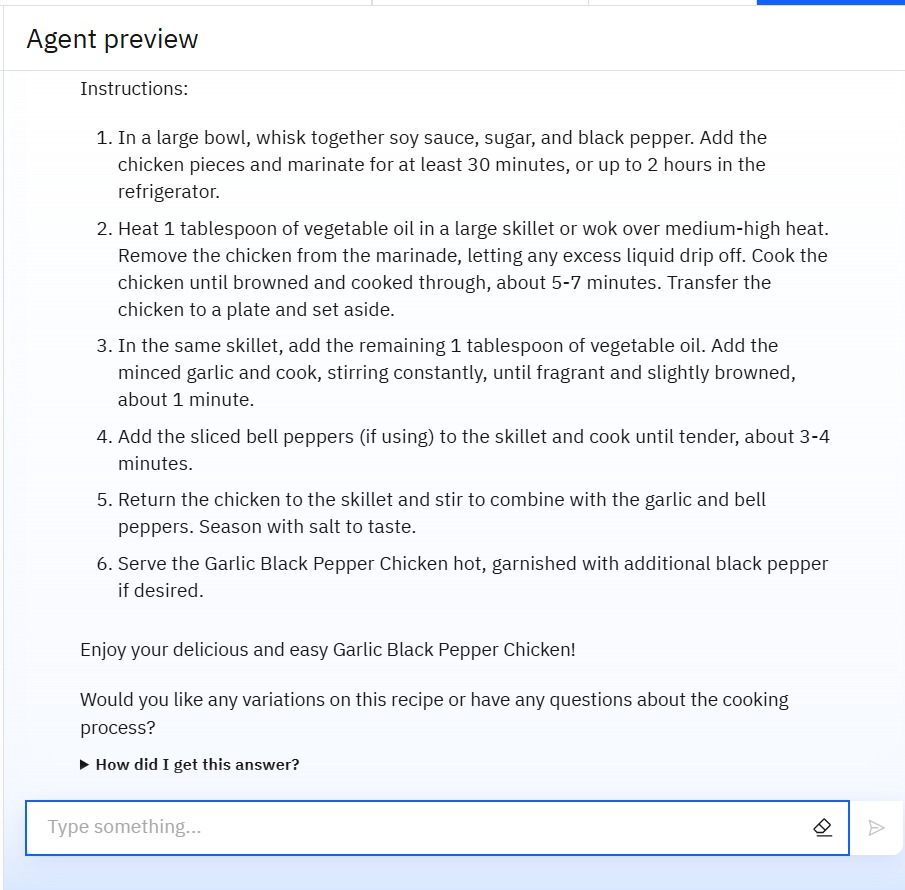 Agent preview
Instructions:
1. In a large bowl, whisk together soy sauce, sugar, and black pepper. Add the
chicken pieces and marinate for at least 30 minutes, or up to 2 hours in the
refrigerator.
2. Heat 1 tablespoon of vegetable oil in a large skillet or wok over medium-high heat.
Remove the chicken from the marinade, letting any excess liquid drip off. Cook the
chicken until browned and cooked through, about 5-7 minutes. Transfer the
chicken to a plate and set aside.
3. In the same skillet, add the remaining 1 tablespoon of vegetable oil. Add the
minced garlic and cook, stirring constantly, until fragrant and slightly browned,
about 1 minute.
4. Add the sliced bell peppers (if using) to the skillet and cook until tender, about 3-4
minutes.
5. Return the chicken to the skillet and stir to combine with the garlic and bell
peppers. Season with salt to taste.
6. Serve the Garlic Black Pepper Chicken hot, garnished with additional black pepper
if desired.
Enjoy your delicious and easy Garlic Black Pepper Chicken!
Would you like any variations on this recipe or have any questions about the cooking
process?
How did I get this answer?
Type something...